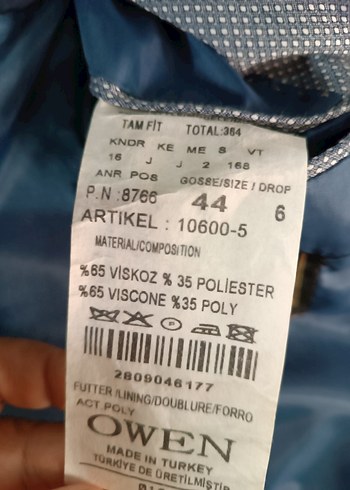 TAM FİT TOTAL:364
KNDR KE ME S VT
16 J J 2 168
ANR POS GOSSE/SIZE / DROP
P.N :8766 44 6
ARTIKEL : 10600-5
MATERIAL/COMPOSITION
%65 VİSKOZ % 35 POLİESTER
%65 VISCONE %35 POLY
P
2809046177
FUTTER /LINING/DOUBLURE/FORRO
ACT POLY
OWEN
MADE IN TURKEY
TÜRKİYE DE ÜRETİLMİŞTİR